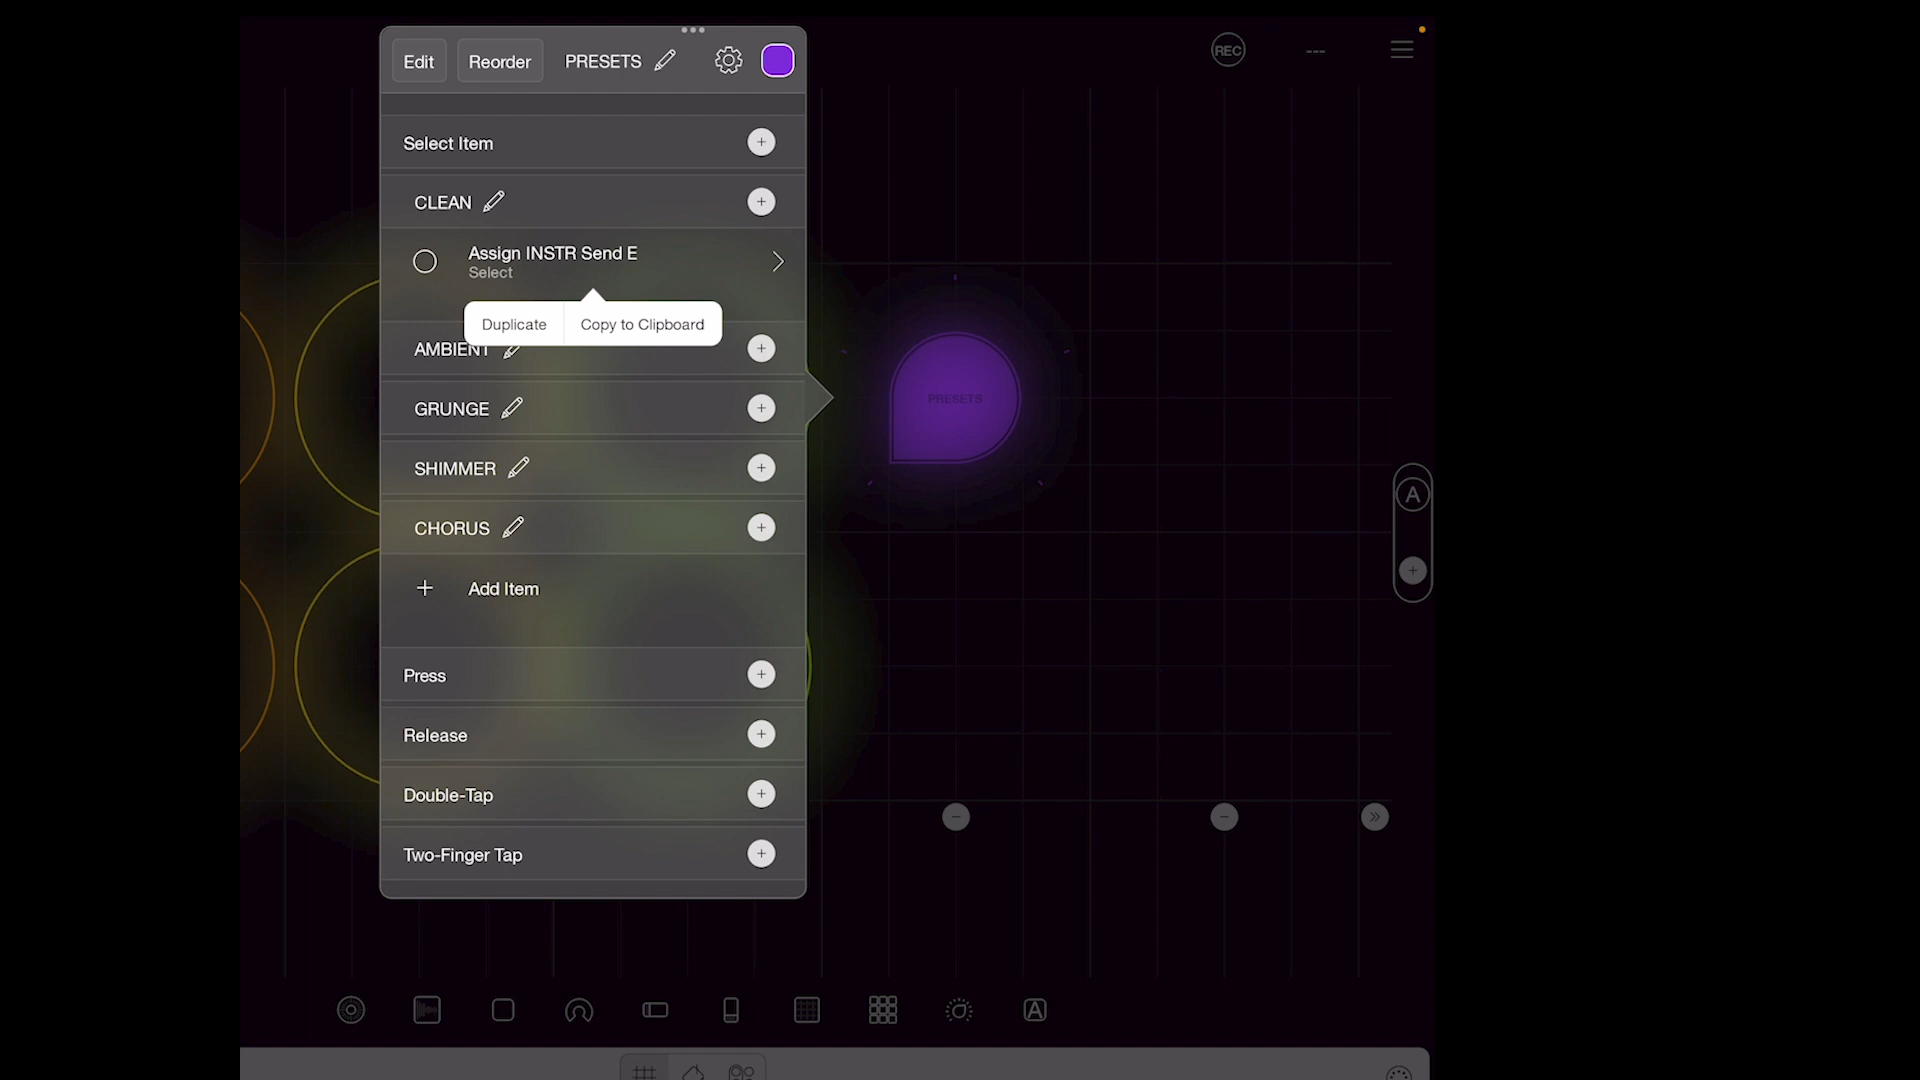 Edit
Reorder
PRESETS
REC
---
Select Item
CLEAN
Assign INSTR Send E
Select
Duplicate
Copy to Clipboard
AMBIENT
GRUNGE
PRESETS
SHIMMER
A
CHORUS
Add Item
Press
Release
Double-Tap
Two-Finger Tap
A